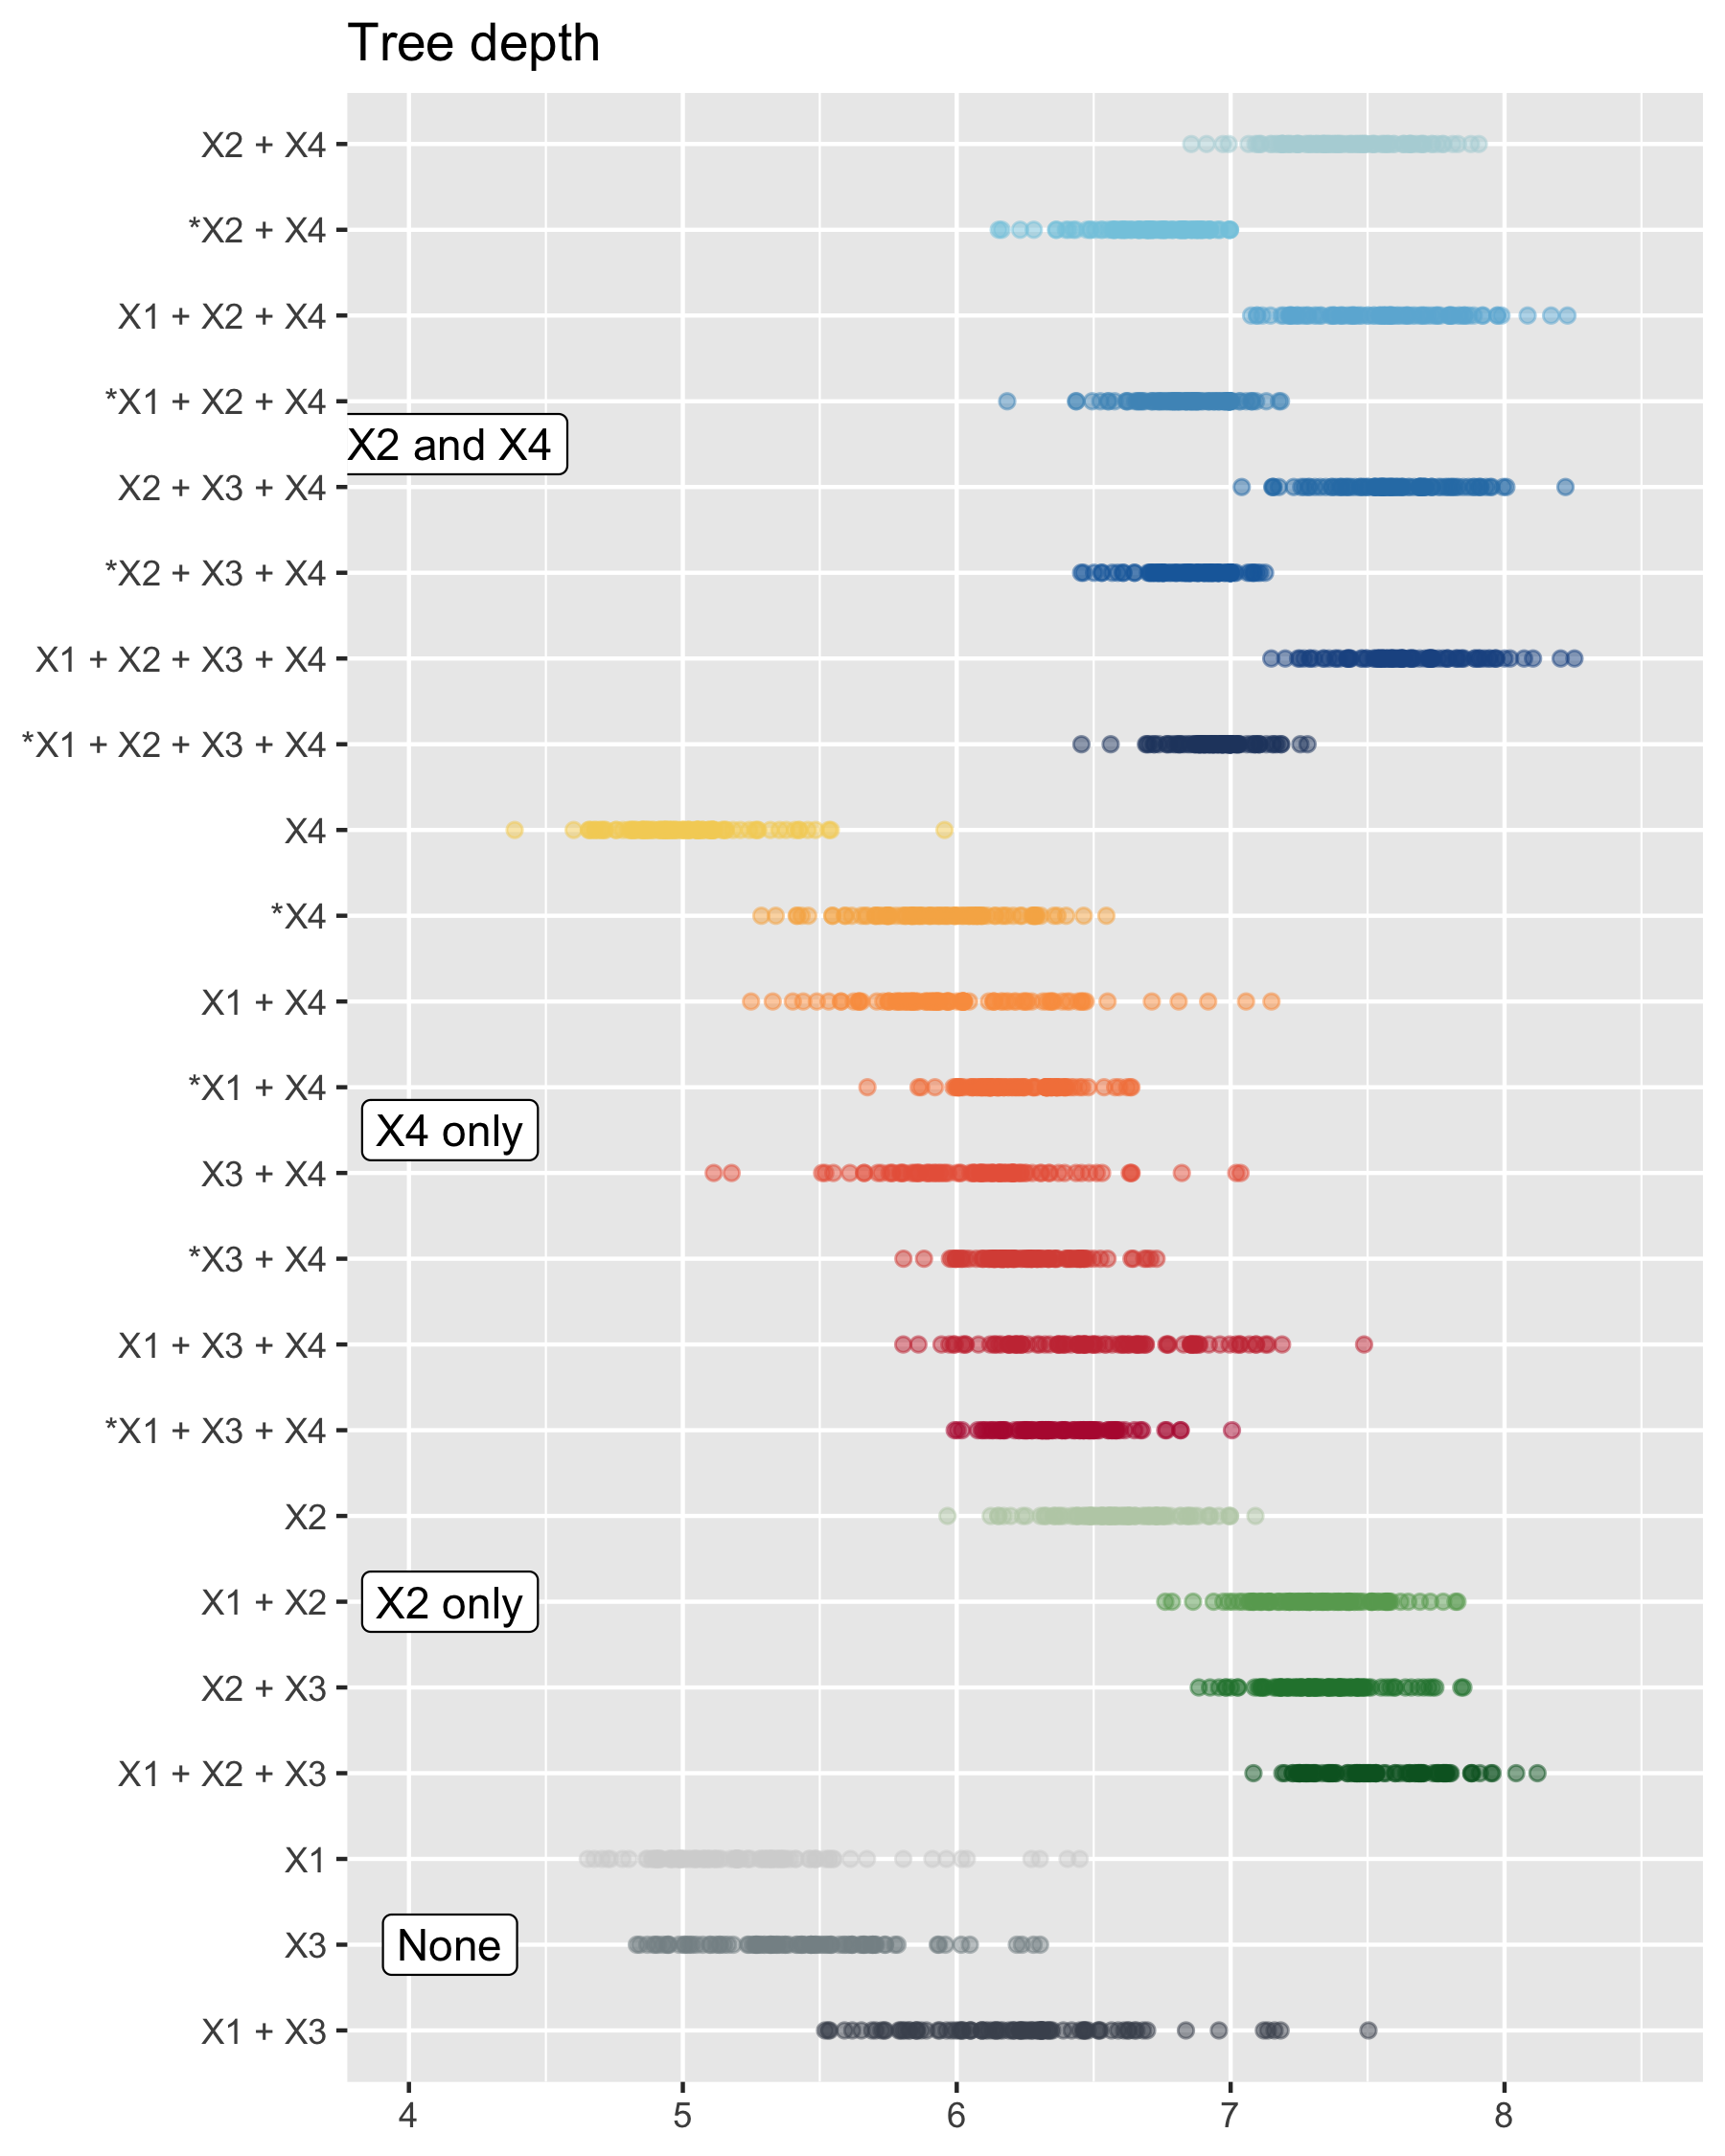 Tree depth
X2 + X4
*X2 + X4
X1 + X2 + X4
*X1 + X2 + X4
X2 and X4
X2 + X3 + X4
*X2 + X3 + X4
X1 + X2 + X3 + X4
*X1 + X2 + X3 + X4
X4
*X4
X1 + X4
*X1 + X4
X4 only
X3 + X4
*X3 + X4
X1 + X3 + X4
*X1 + X3 + X4
X2
X1 + X2
X2 only
X2 + X3
X1 + X2 + X3
X1
X3
None
X1 + X3
4 5 6 7 8